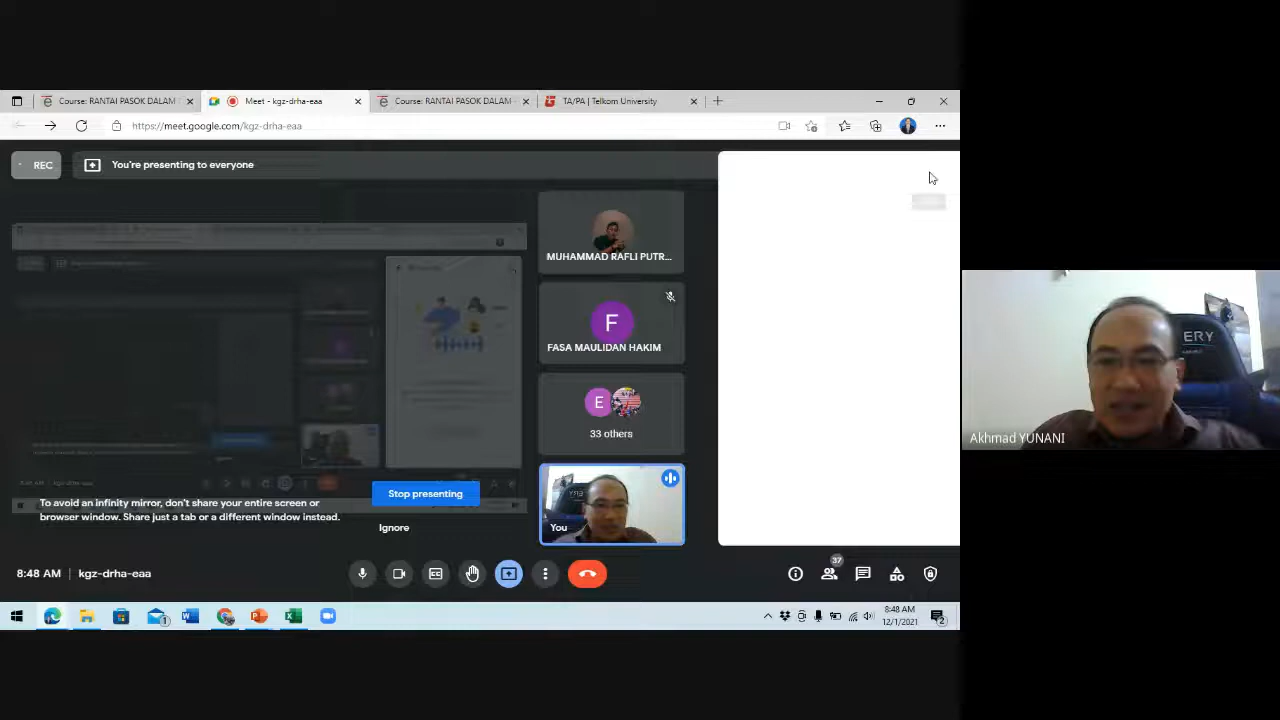 Course: RANTAI PASOK DALAM
Meet - kgz-drha-eaa
Course: RANTAI PASOK DALAM
TA/PA | Telkom University
https://meet.google.com/kgz-drha-eaa
REC
You're presenting to everyone
MUHAMMAD RAFLI PUTR...
F
FASA MAULIDAN HAKIM
E
33 others
To avoid an infinity mirror, don't share your entire screen or
browser window. Share just a tab or a different window instead.
Stop presenting
Ignore
You
ERY
Akhmad YUNANI
8:48 AM | kgz-drha-eaa
37
8:48 AM
12/1/2021
1
2